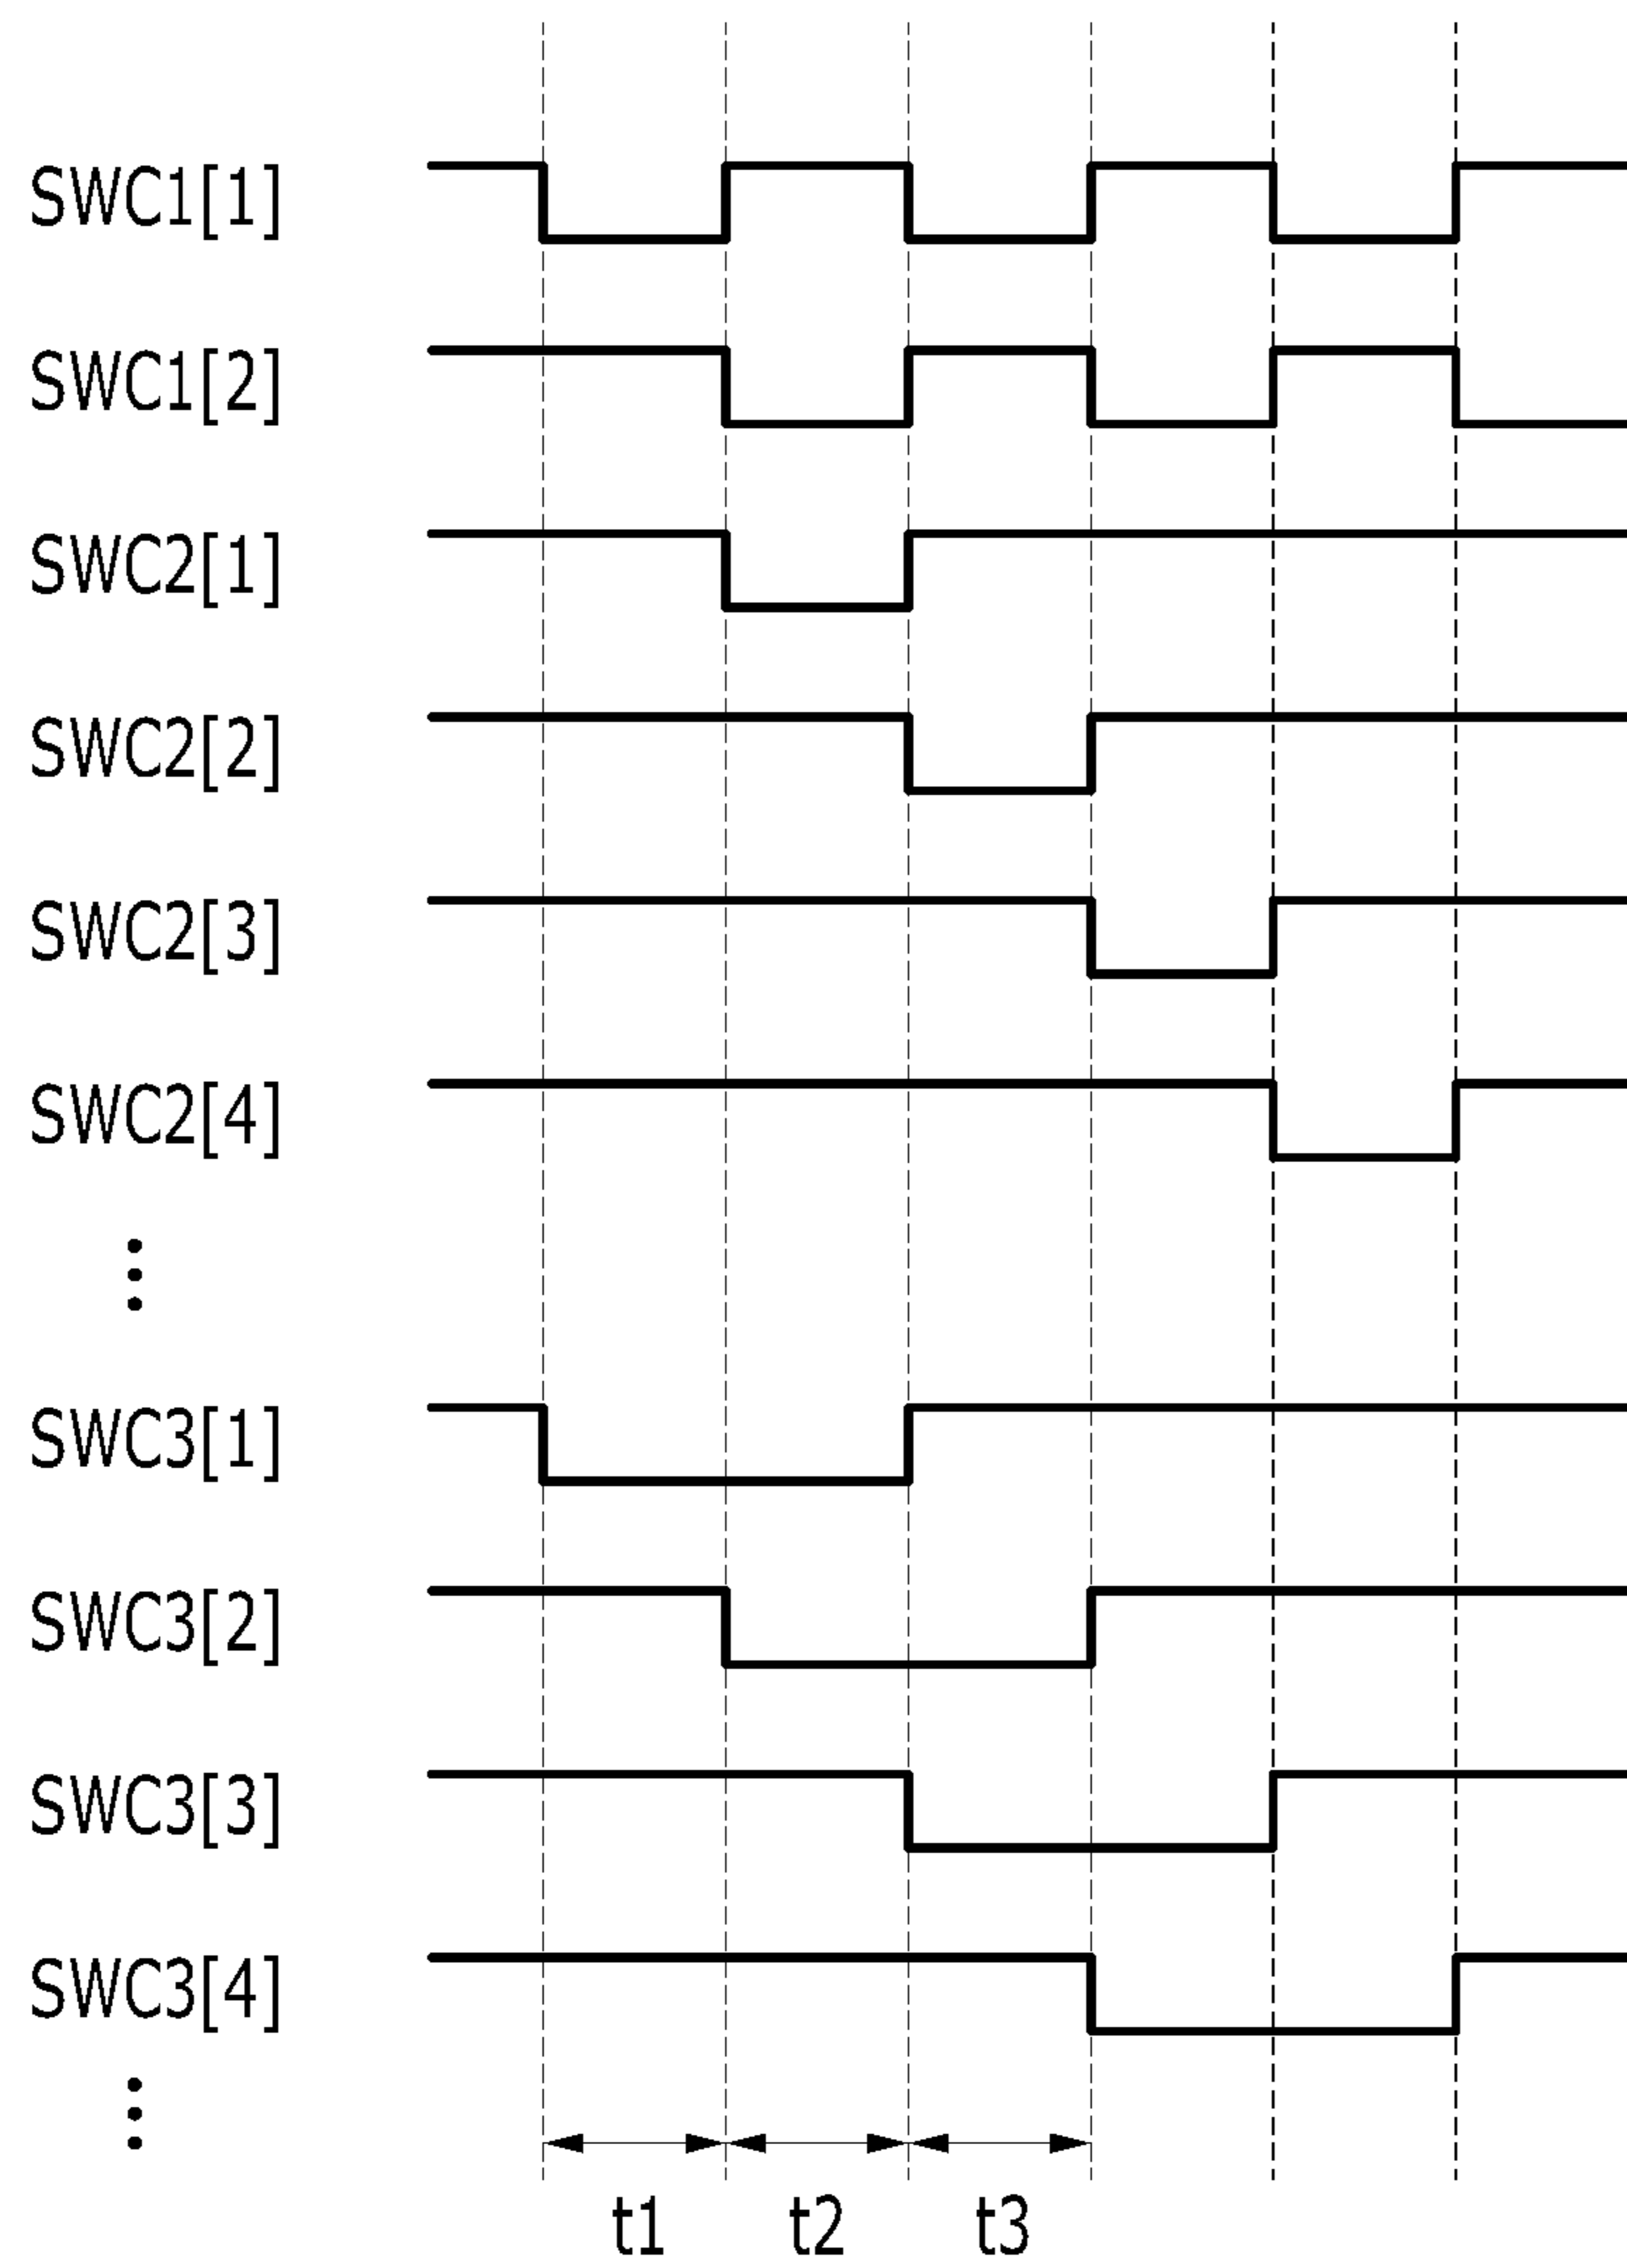 SWC1[1]
SWC1[2]
SWC2[1]
SWC2[2]
SWC2[3]
SWC2[4]
⋮
SWC3[1]
SWC3[2]
SWC3[3]
SWC3[4]
⋮
t1 t2 t3